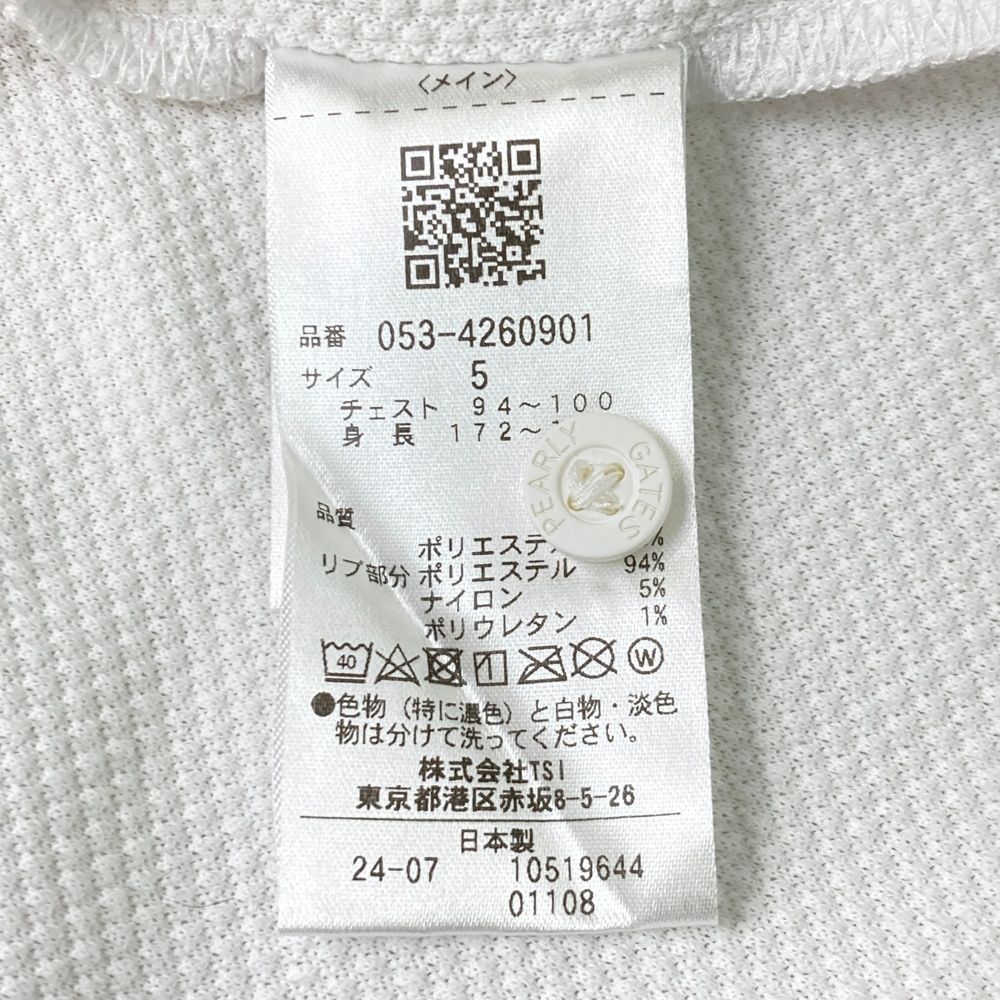 〈メイン〉
品番 053-4260901
サイズ 5
チェスト 94～100
身長 172～
PEARLY GATES
品質
ポリエステ %
リブ部分 ポリエステル 94%
ナイロン 5%
ポリウレタン 1%
40 W
●色物（特に濃色）と白物・淡色
物は分けて洗ってください。
株式会社TSI
東京都港区赤坂8-5-26
日本製
24-07 10519644
01108